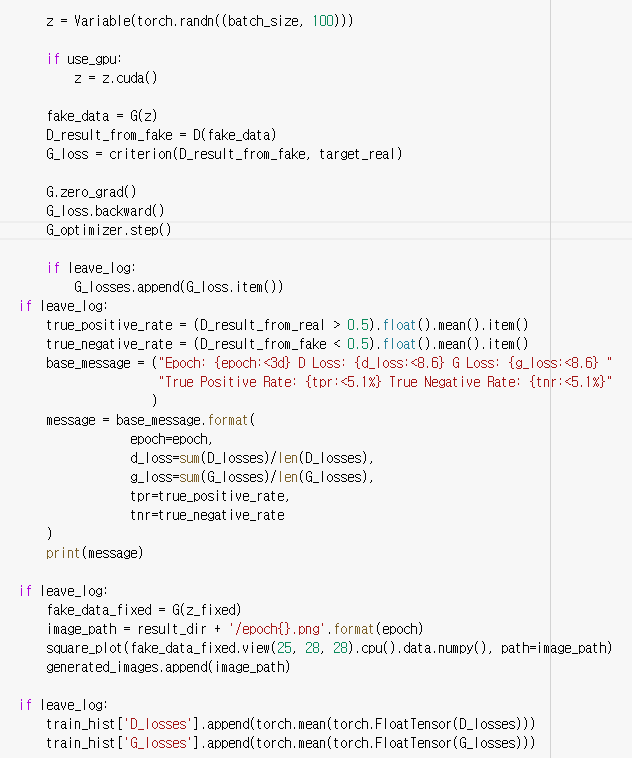 z = Variable(torch.randn((batch_size, 100)))
if use_gpu:
z = z.cuda()
fake_data = G(z)
D_result_from_fake = D(fake_data)
G_loss = criterion(D_result_from_fake, target_real)
G.zero_grad()
G_loss.backward()
G_optimizer.step()
if leave_log:
G_losses.append(G_loss.item())
if leave_log:
true_positive_rate = (D_result_from_real > 0.5).float().mean().item()
true_negative_rate = (D_result_from_fake < 0.5).float().mean().item()
base_message = ("Epoch: {epoch:<3d} D Loss: {d_loss:<8.6} G Loss: {g_loss:<8.6} "
"True Positive Rate: {tpr:<5.1%} True Negative Rate: {tnr:<5.1%}"
)
message = base_message.format(
epoch=epoch,
d_loss=sum(D_losses)/len(D_losses),
g_loss=sum(G_losses)/len(G_losses),
tpr=true_positive_rate,
tnr=true_negative_rate
)
print(message)
if leave_log:
fake_data_fixed = G(z_fixed)
image_path = result_dir + '/epoch{}.png'.format(epoch)
square_plot(fake_data_fixed.view(25, 28, 28).cpu().data.numpy(), path=image_path)
generated_images.append(image_path)
if leave_log:
train_hist['D_losses'].append(torch.mean(torch.FloatTensor(D_losses)))
train_hist['G_losses'].append(torch.mean(torch.FloatTensor(G_losses)))